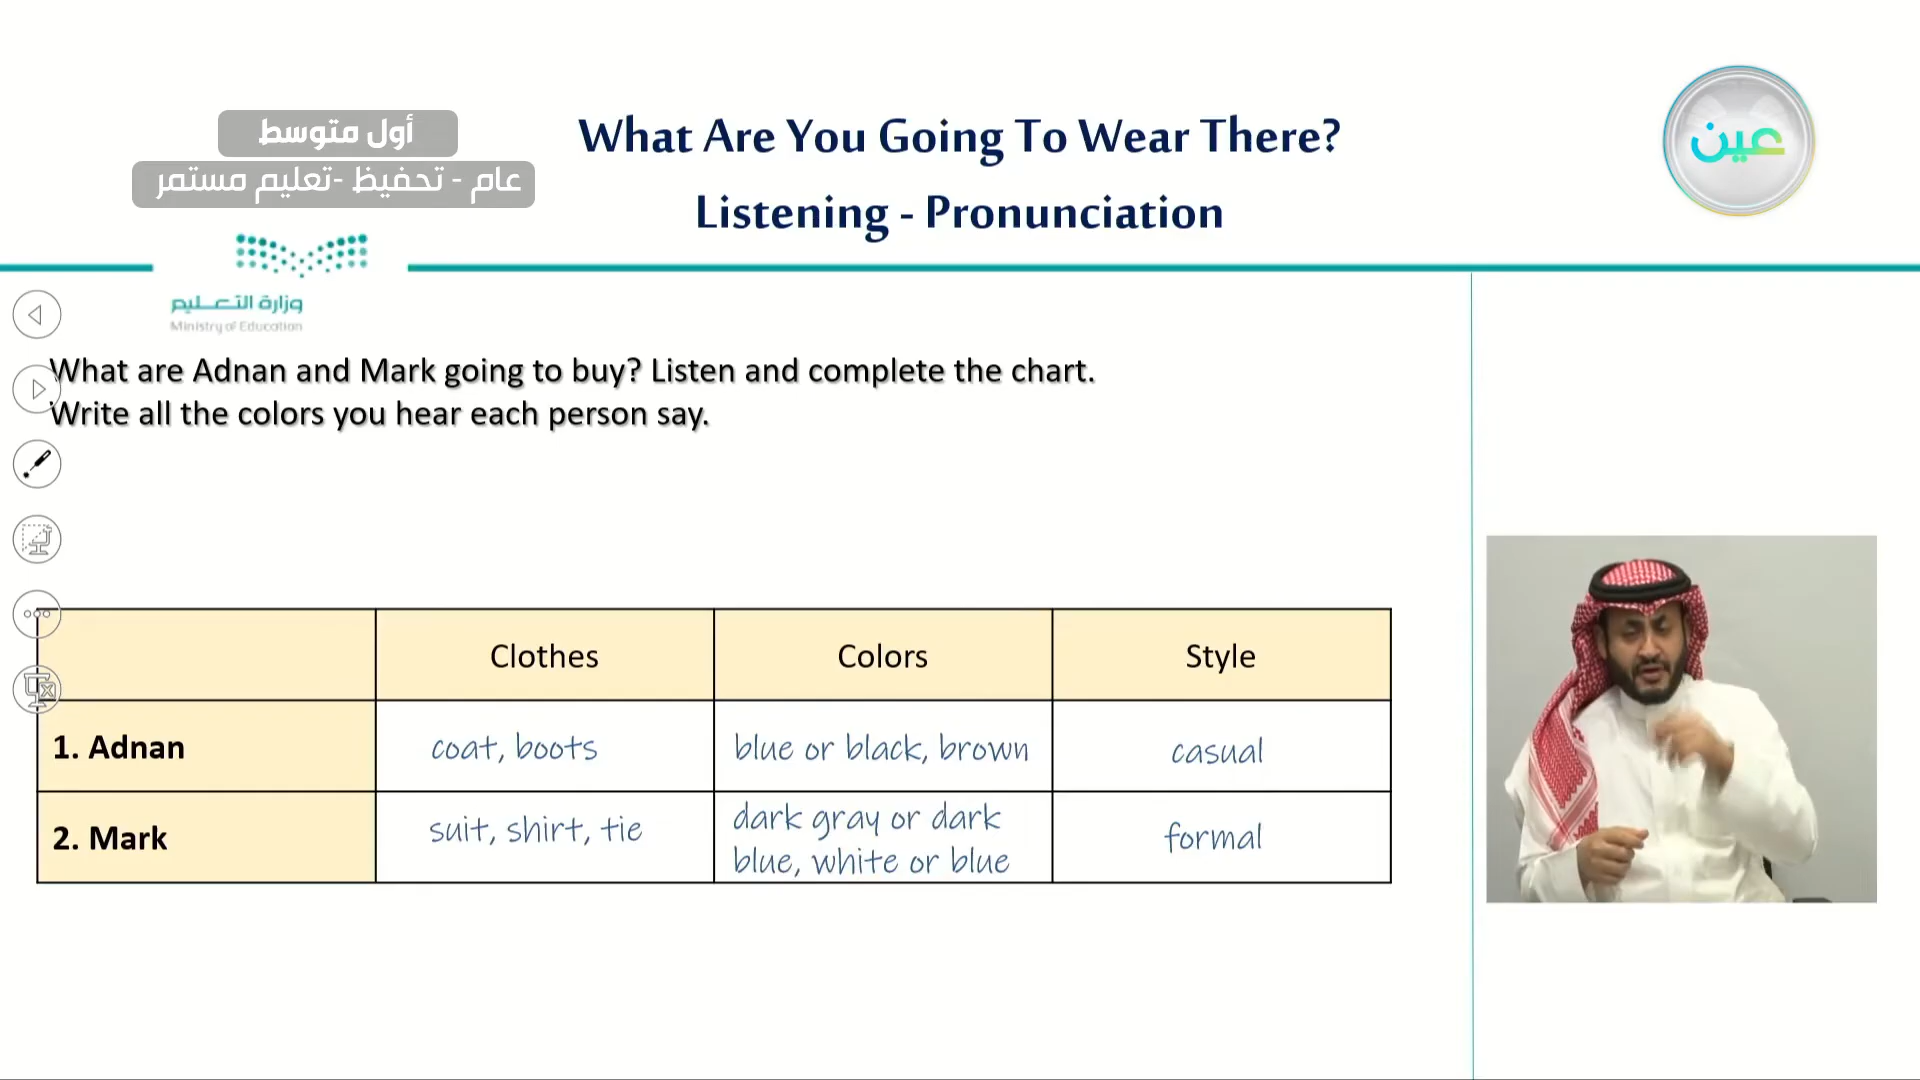 أول متوسط
عام - تحفيظ -تعليم مستمر
What Are You Going To Wear There?
Listening - Pronunciation
عين
وزارة التعليم
Ministry of Education
What are Adnan and Mark going to buy? Listen and complete the chart.
Write all the colors you hear each person say.
Clothes Colors Style
1. Adnan coat, boots blue or black, brown casual
2. Mark suit, shirt, tie dark gray or dark blue, white or blue formal